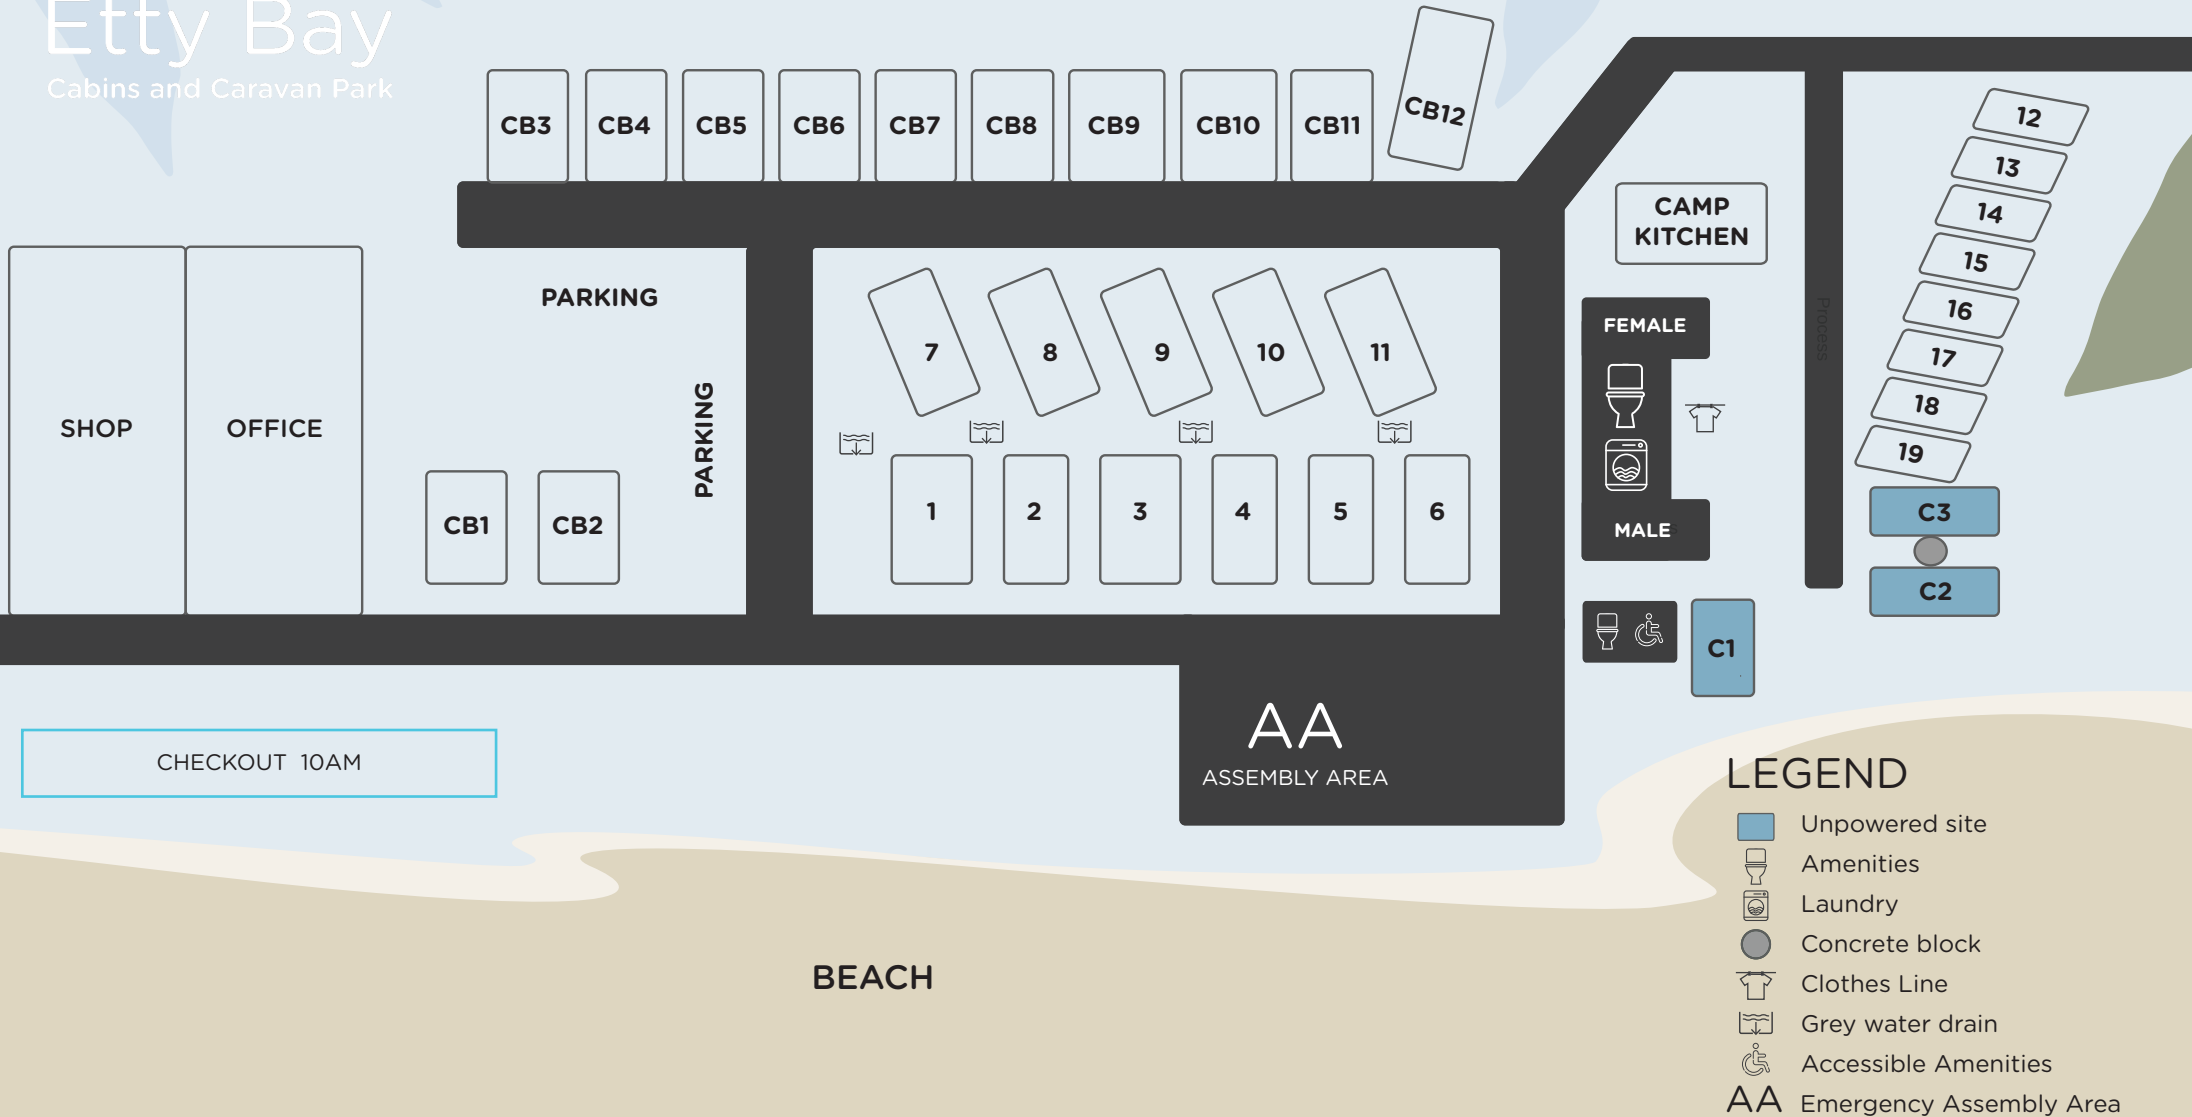 Etty Bay
Cabins and Caravan Park
CB3
CB4
CB5
CB6
CB7
CB8
CB9
CB10
CB11
CB12
12
13
14
15
16
17
18
19
CAMP
KITCHEN
PARKING
PARKING
SHOP
OFFICE
CB1
CB2
7
8
9
10
11
1
2
3
4
5
6
FEMALE
MALE
Process
C3
C2
C1
AA
ASSEMBLY AREA
CHECKOUT 10AM
BEACH
LEGEND
Unpowered site
Amenities
Laundry
Concrete block
Clothes Line
Grey water drain
Accessible Amenities
AA Emergency Assembly Area